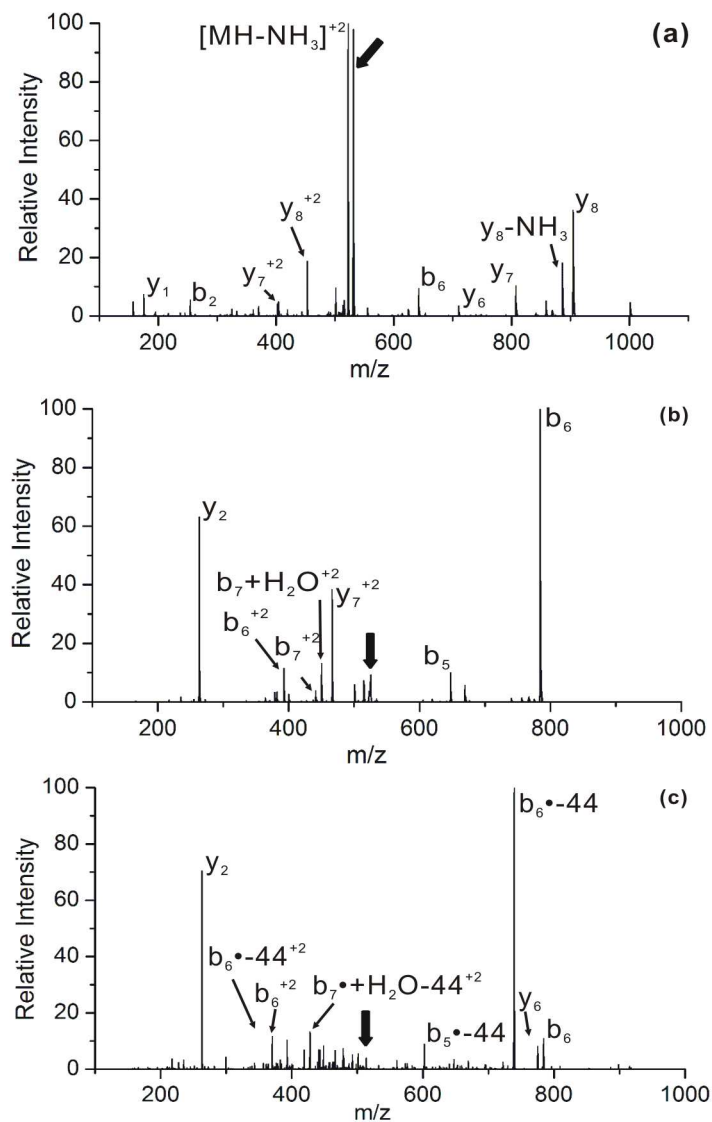 (a)
[MH-NH₃]⁺²
100
80
60
40
20
0
Relative Intensity
y₈⁺²
y₇⁺²
y₁
b₂
b₆
y₆
y₇
y₈-NH₃
y₈
200 400 600 800 1000
m/z
(b)
100
80
60
40
20
0
Relative Intensity
y₂
b₇+H₂O⁺²
y₇⁺²
b₆⁺²
b₇⁺²
b₅
b₆
200 400 600 800 1000
m/z
(c)
100
80
60
40
20
0
Relative Intensity
b₆•-44
y₂
b₆•-44⁺²
b₆⁺²
b₇•+H₂O-44⁺²
b₅•-44
y₆
b₆
200 400 600 800 1000
m/z